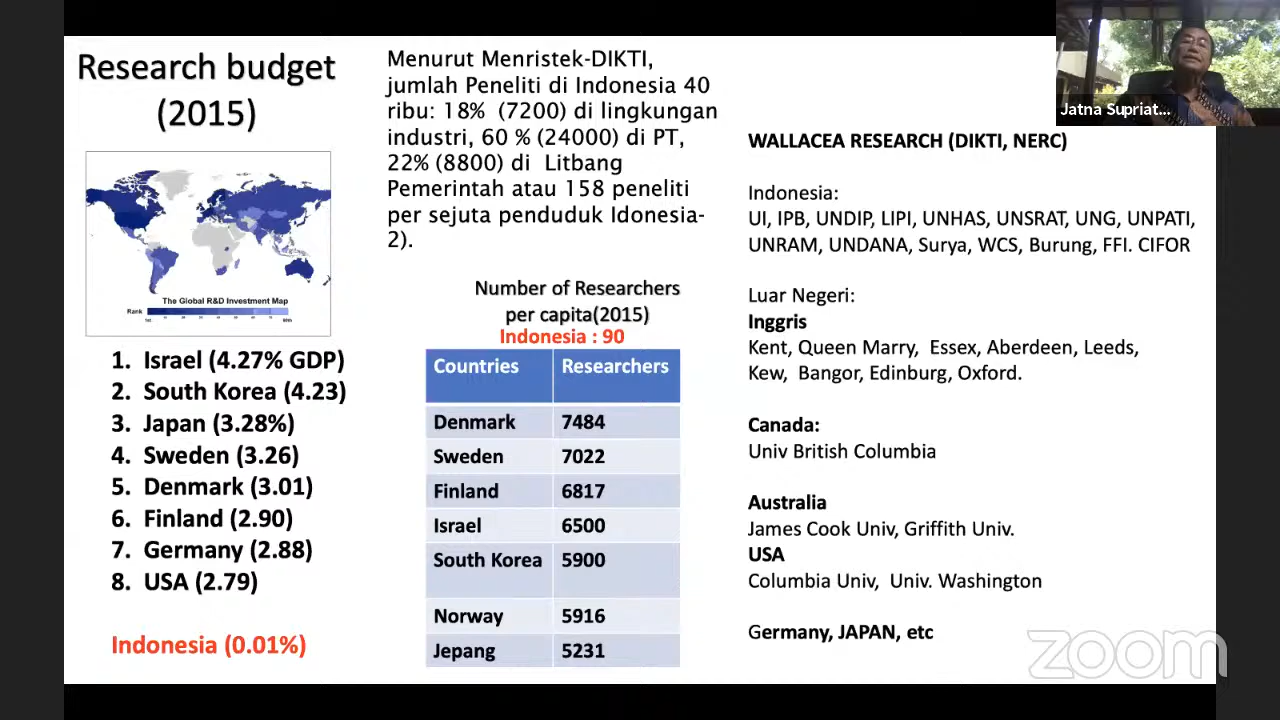 Research budget
(2015)
The Global R&D Investment Map
Rank
1. Israel (4.27% GDP)
2. South Korea (4.23)
3. Japan (3.28%)
4. Sweden (3.26)
5. Denmark (3.01)
6. Finland (2.90)
7. Germany (2.88)
8. USA (2.79)
Indonesia (0.01%)
Menurut Menristek-DIKTI,
jumlah Peneliti di Indonesia 40
ribu: 18% (7200) di lingkungan
industri, 60 % (24000) di PT,
22% (8800) di Litbang
Pemerintah atau 158 peneliti
per sejuta penduduk Idonesia-
2).
Number of Researchers
per capita(2015)
Indonesia : 90
Countries Researchers
Denmark 7484
Sweden 7022
Finland 6817
Israel 6500
South Korea 5900
Norway 5916
Jepang 5231
Jatna Supriat...
WALLACEA RESEARCH (DIKTI, NERC)
Indonesia:
UI, IPB, UNDIP, LIPI, UNHAS, UNSRAT, UNG, UNPATI,
UNRAM, UNDANA, Surya, WCS, Burung, FFI. CIFOR
Luar Negeri:
Inggris
Kent, Queen Marry, Essex, Aberdeen, Leeds,
Kew, Bangor, Edinburg, Oxford.
Canada:
Univ British Columbia
Australia
James Cook Univ, Griffith Univ.
USA
Columbia Univ, Univ. Washington
Germany, JAPAN, etc
zoom